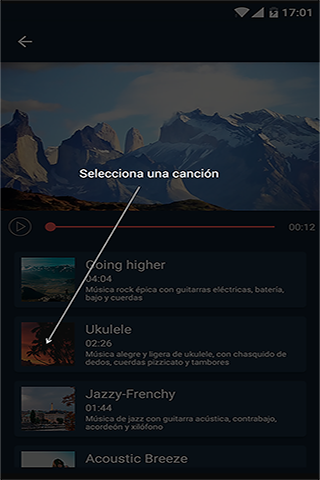 17:01
Selecciona una canción
00:12
Going higher
04:04
Música rock épica con guitarras eléctricas, batería,
bajo y cuerdas
Ukulele
02:26
Música alegre y ligera de ukulele, con chasquido de
dedos, cuerdas pizzicato y tambores
Jazzy-Frenchy
01:44
Música de jazz con guitarra acústica, contrabajo,
acordeón y xilófono
Acoustic Breeze